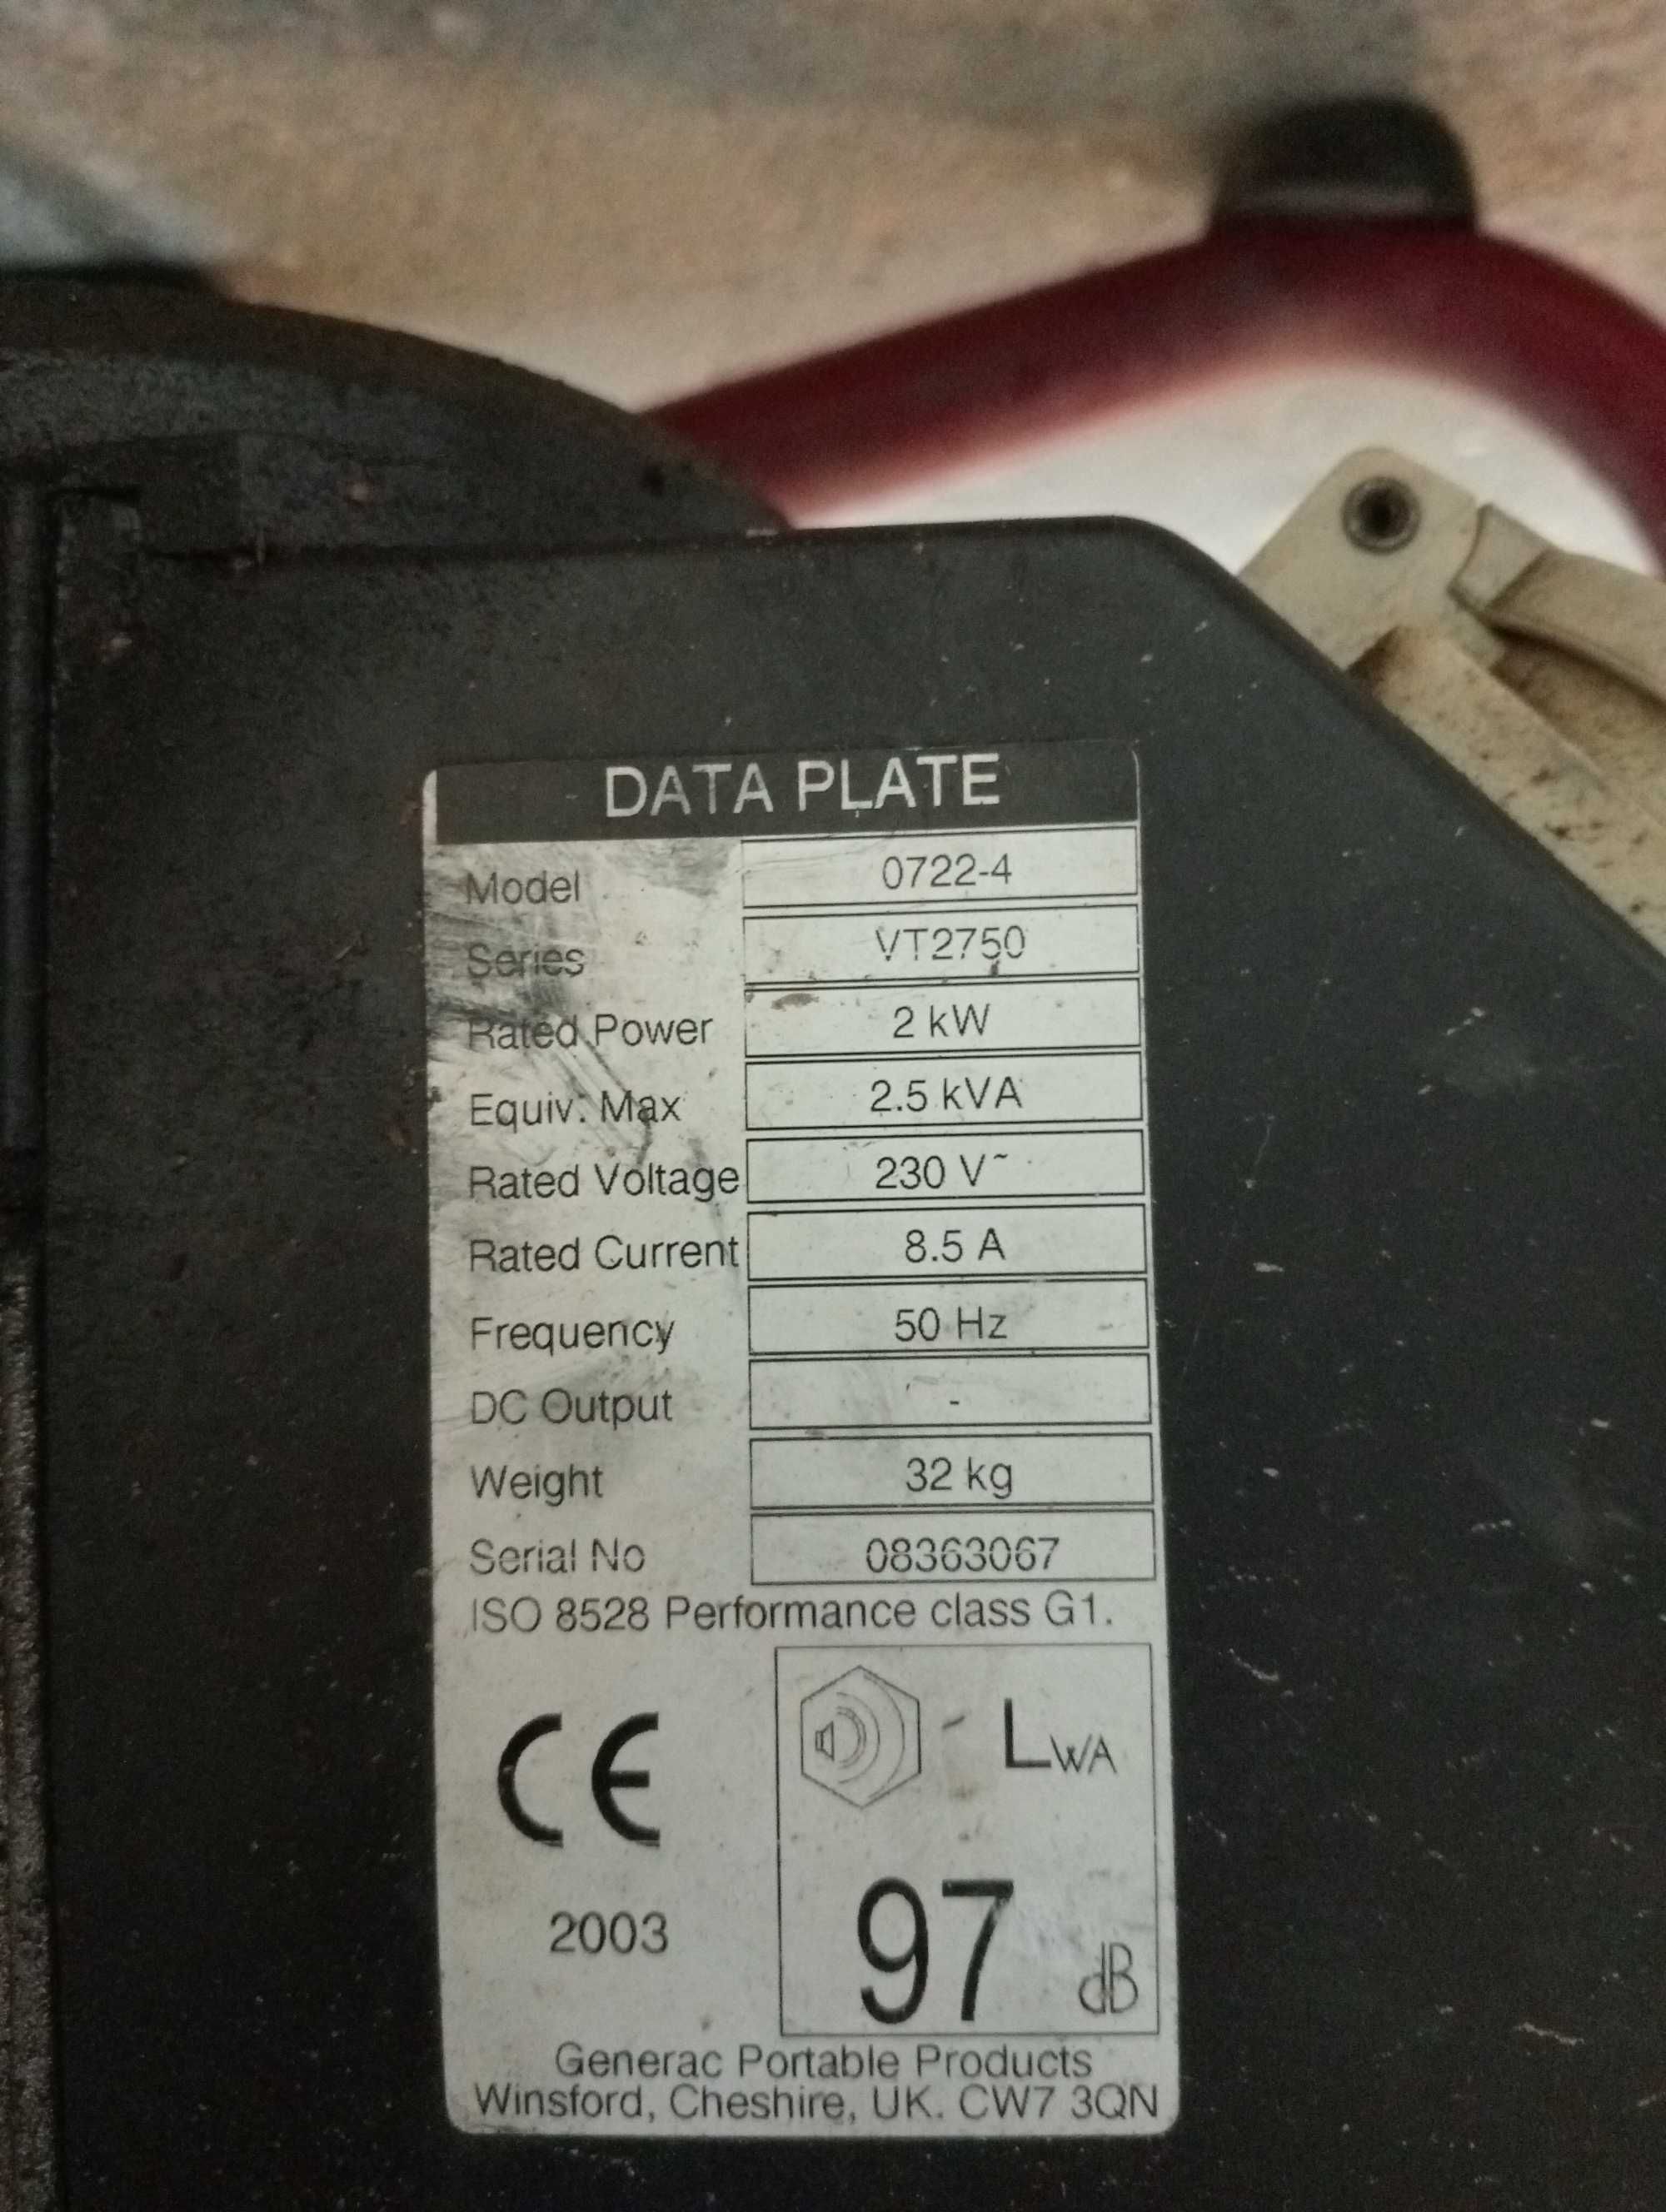 DATA PLATE
Model 0722-4
Series VT2750
Rated Power 2 kW
Equiv. Max 2.5 kVA
Rated Voltage 230 V~
Rated Current 8.5 A
Frequency 50 Hz
DC Output -
Weight 32 kg
Serial No 08363067
ISO 8528 Performance class G1.
CE LWA
2003 97 dB
Generac Portable Products
Winsford, Cheshire, UK. CW7 3QN